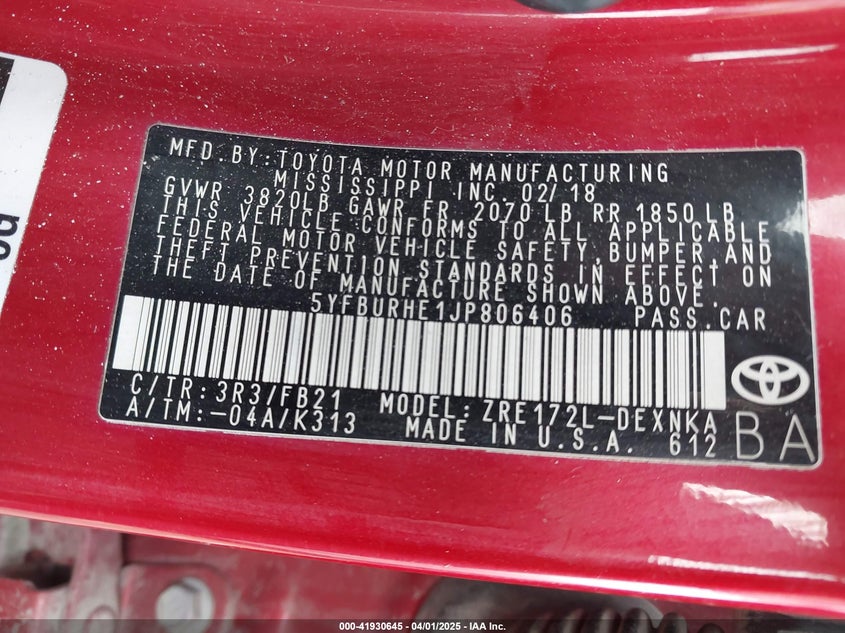 MFD. BY: TOYOTA MOTOR MANUFACTURING
MISSISSIPPI INC. 02/18
GVWR 3820LB GAWR FR 2070 LB RR 1850 LB
THIS VEHICLE CONFORMS TO ALL APPLICABLE
FEDERAL MOTOR VEHICLE SAFETY, BUMPER, AND
THEFT PREVENTION STANDARDS IN EFFECT ON
THE DATE OF MANUFACTURE SHOWN ABOVE.
5YFBURHE1JP806406 PASS. CAR
C/TR: 3R3/FB21 MODEL: ZRE172L-DEXNKA
A/TM: -04A/K313 MADE IN U.S.A. 612
BA
000-41930645 - 04/01/2025 - IAA Inc.